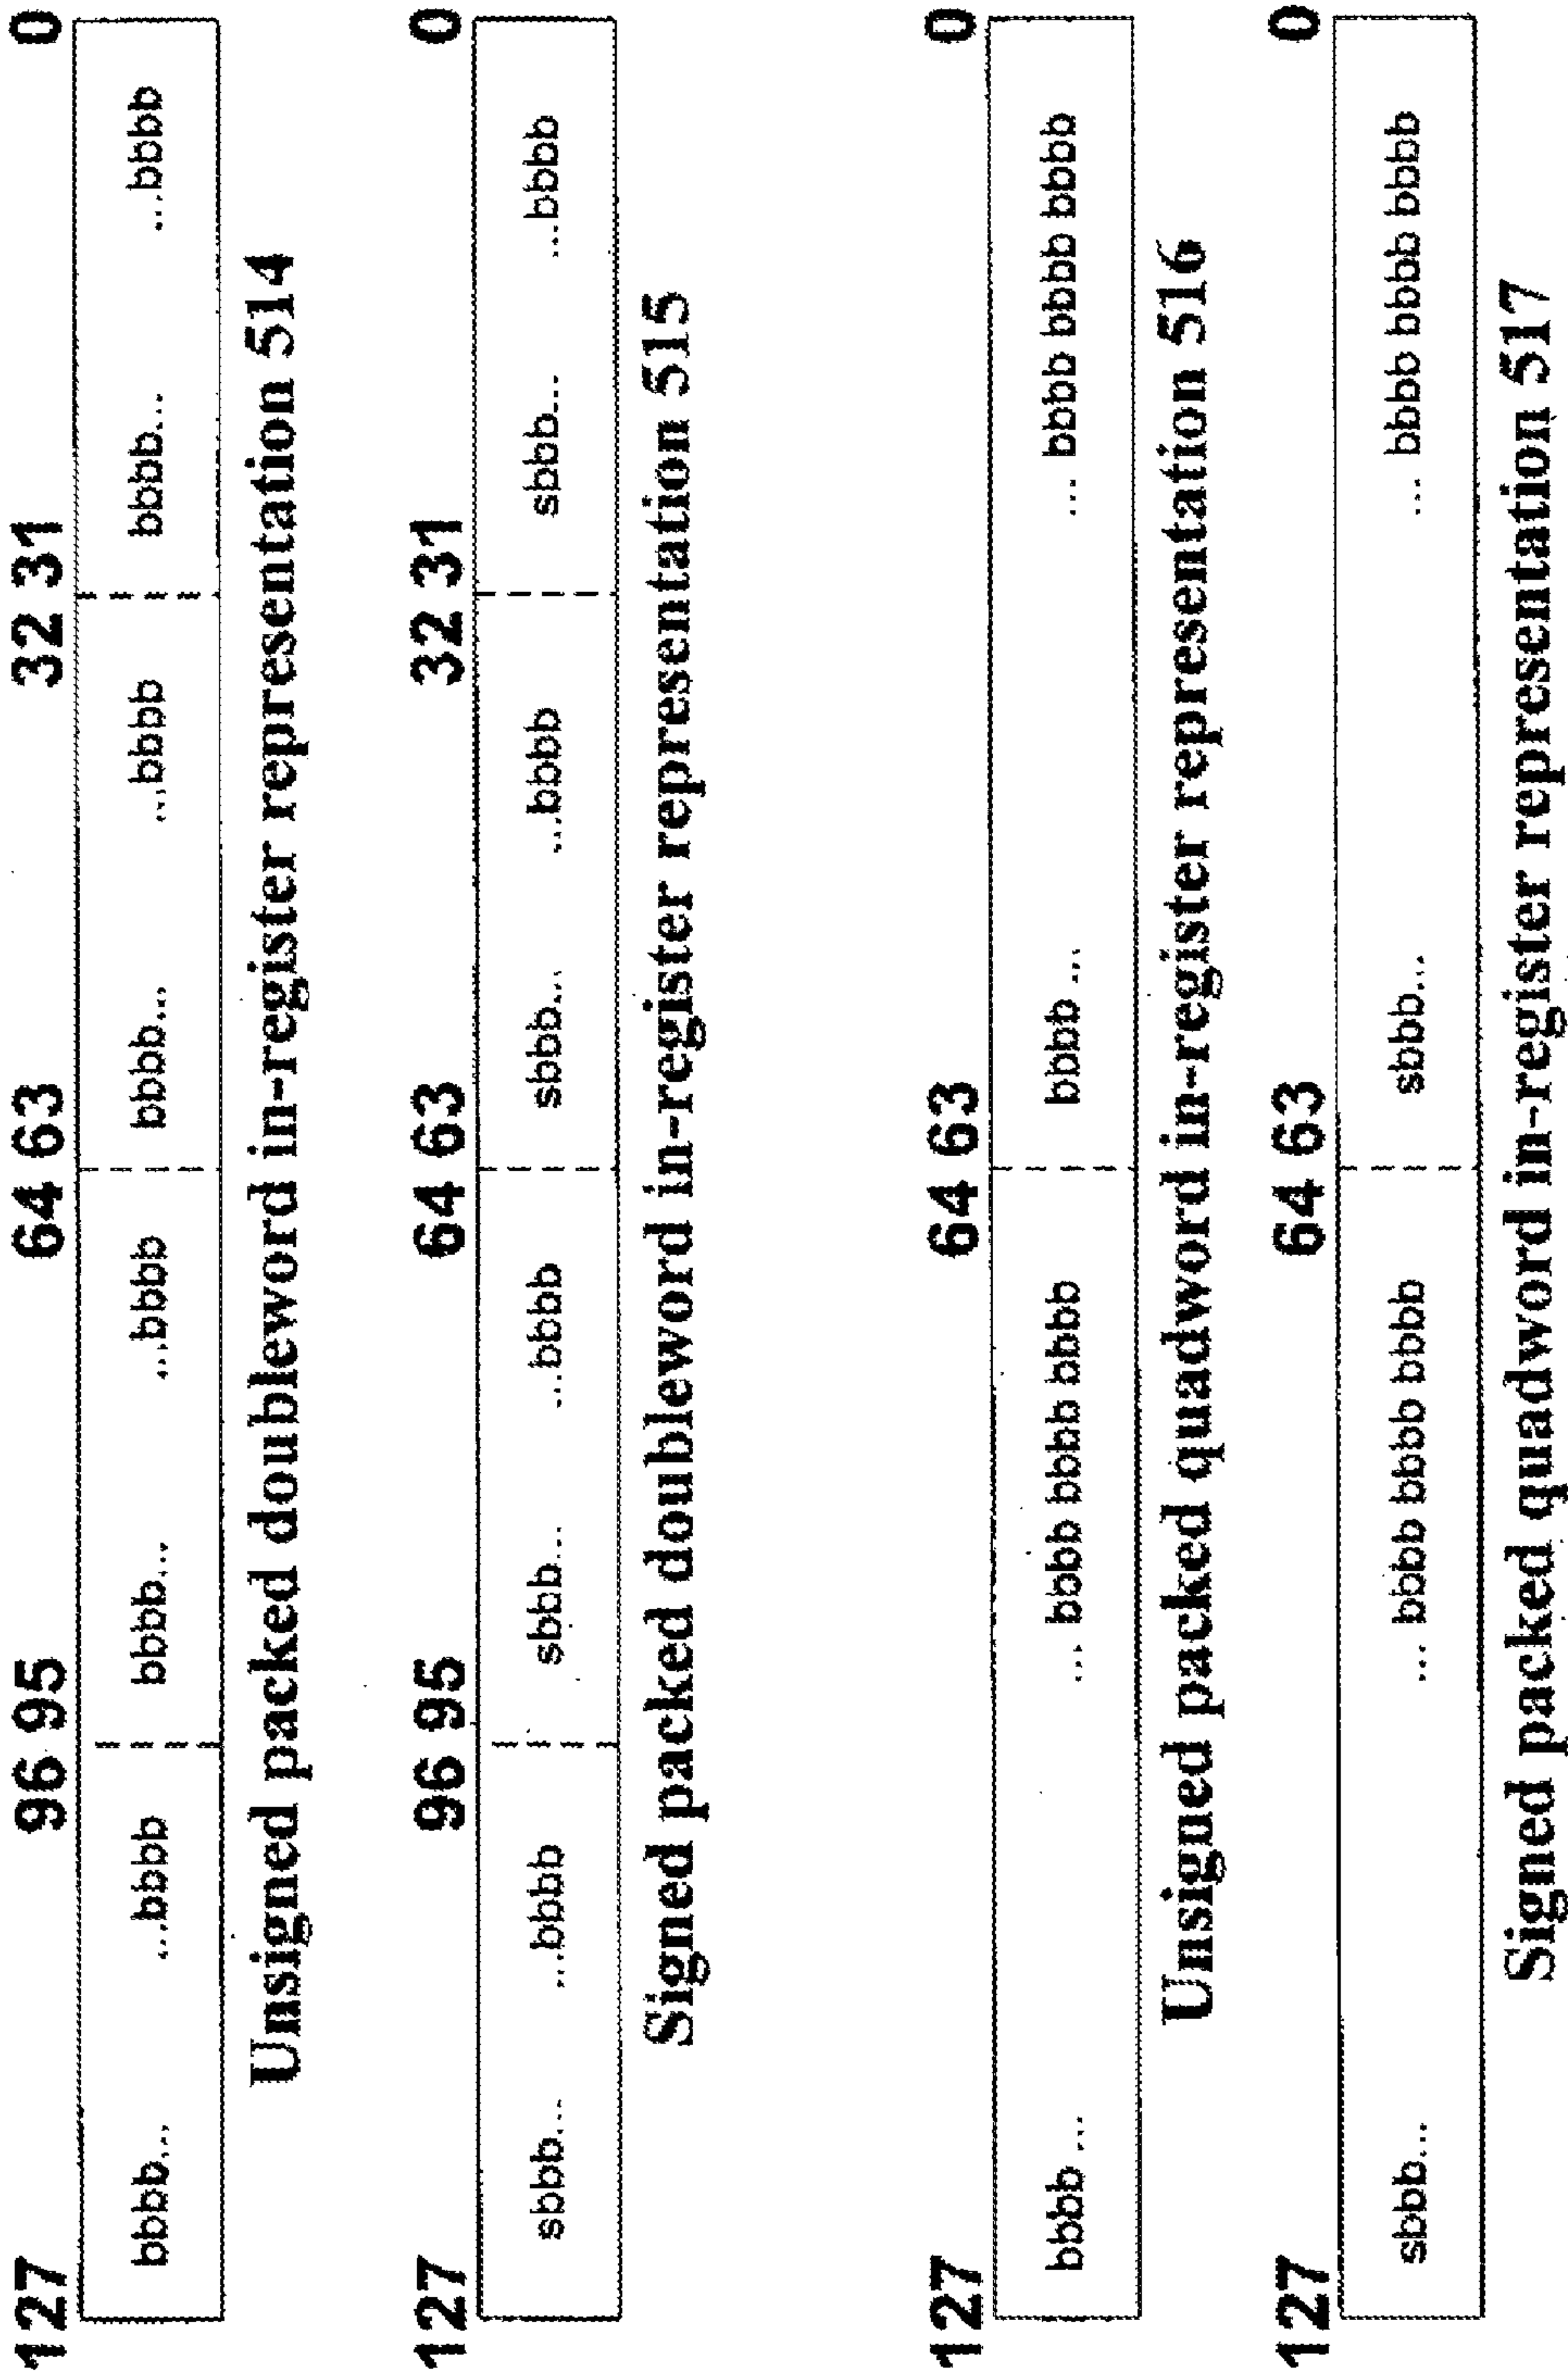 127 96 95 64 63 32 31 0
bbbb... ...bbbb bbbb... ...bbbb bbbb... ...bbbb bbbb... ...bbbb
Unsigned packed doubleword in-register representation 514
127 96 95 64 63 32 31 0
sbbb... ...bbbb sbbb... ...bbbb sbbb... ...bbbb sbbb... ...bbbb
Signed packed doubleword in-register representation 515
127 64 63 0
bbbb ... ... bbbb bbbb bbbb bbbb ... ... bbbb bbbb bbbb
Unsigned packed quadword in-register representation 516
127 64 63 0
sbbb... ... bbbb bbbb bbbb sbbb... ... bbbb bbbb bbbb
Signed packed quadword in-register representation 517